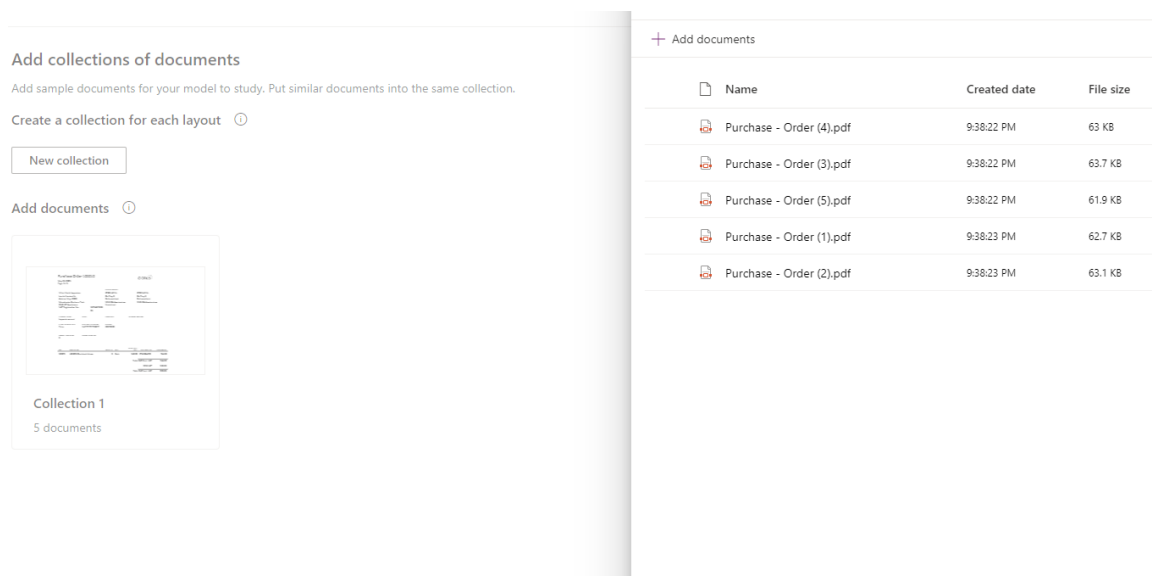 Add collections of documents
Add sample documents for your model to study. Put similar documents into the same collection.
Create a collection for each layout
New collection
Add documents
Collection 1
5 documents
Add documents
Name Created date File size
Purchase - Order (4).pdf 9:38:22 PM 63 KB
Purchase - Order (3).pdf 9:38:22 PM 63.7 KB
Purchase - Order (5).pdf 9:38:22 PM 61.9 KB
Purchase - Order (1).pdf 9:38:23 PM 62.7 KB
Purchase - Order (2).pdf 9:38:23 PM 63.1 KB